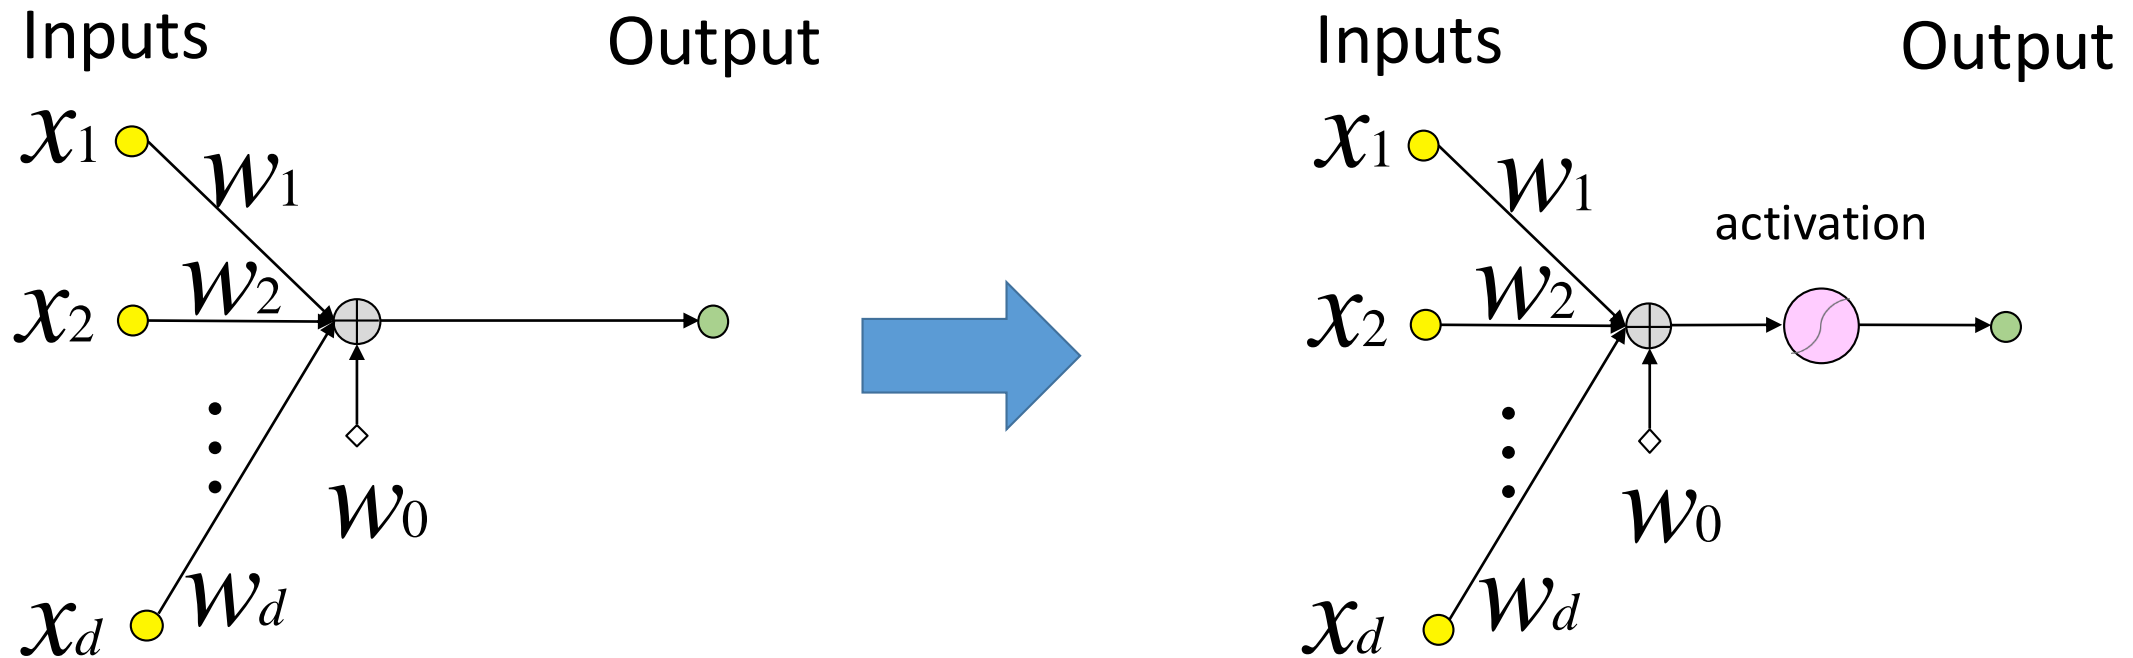 Inputs
Output
x1
w1
w2
x2
w0
wd
xd
Inputs
Output
x1
w1
activation
w2
x2
w0
wd
xd